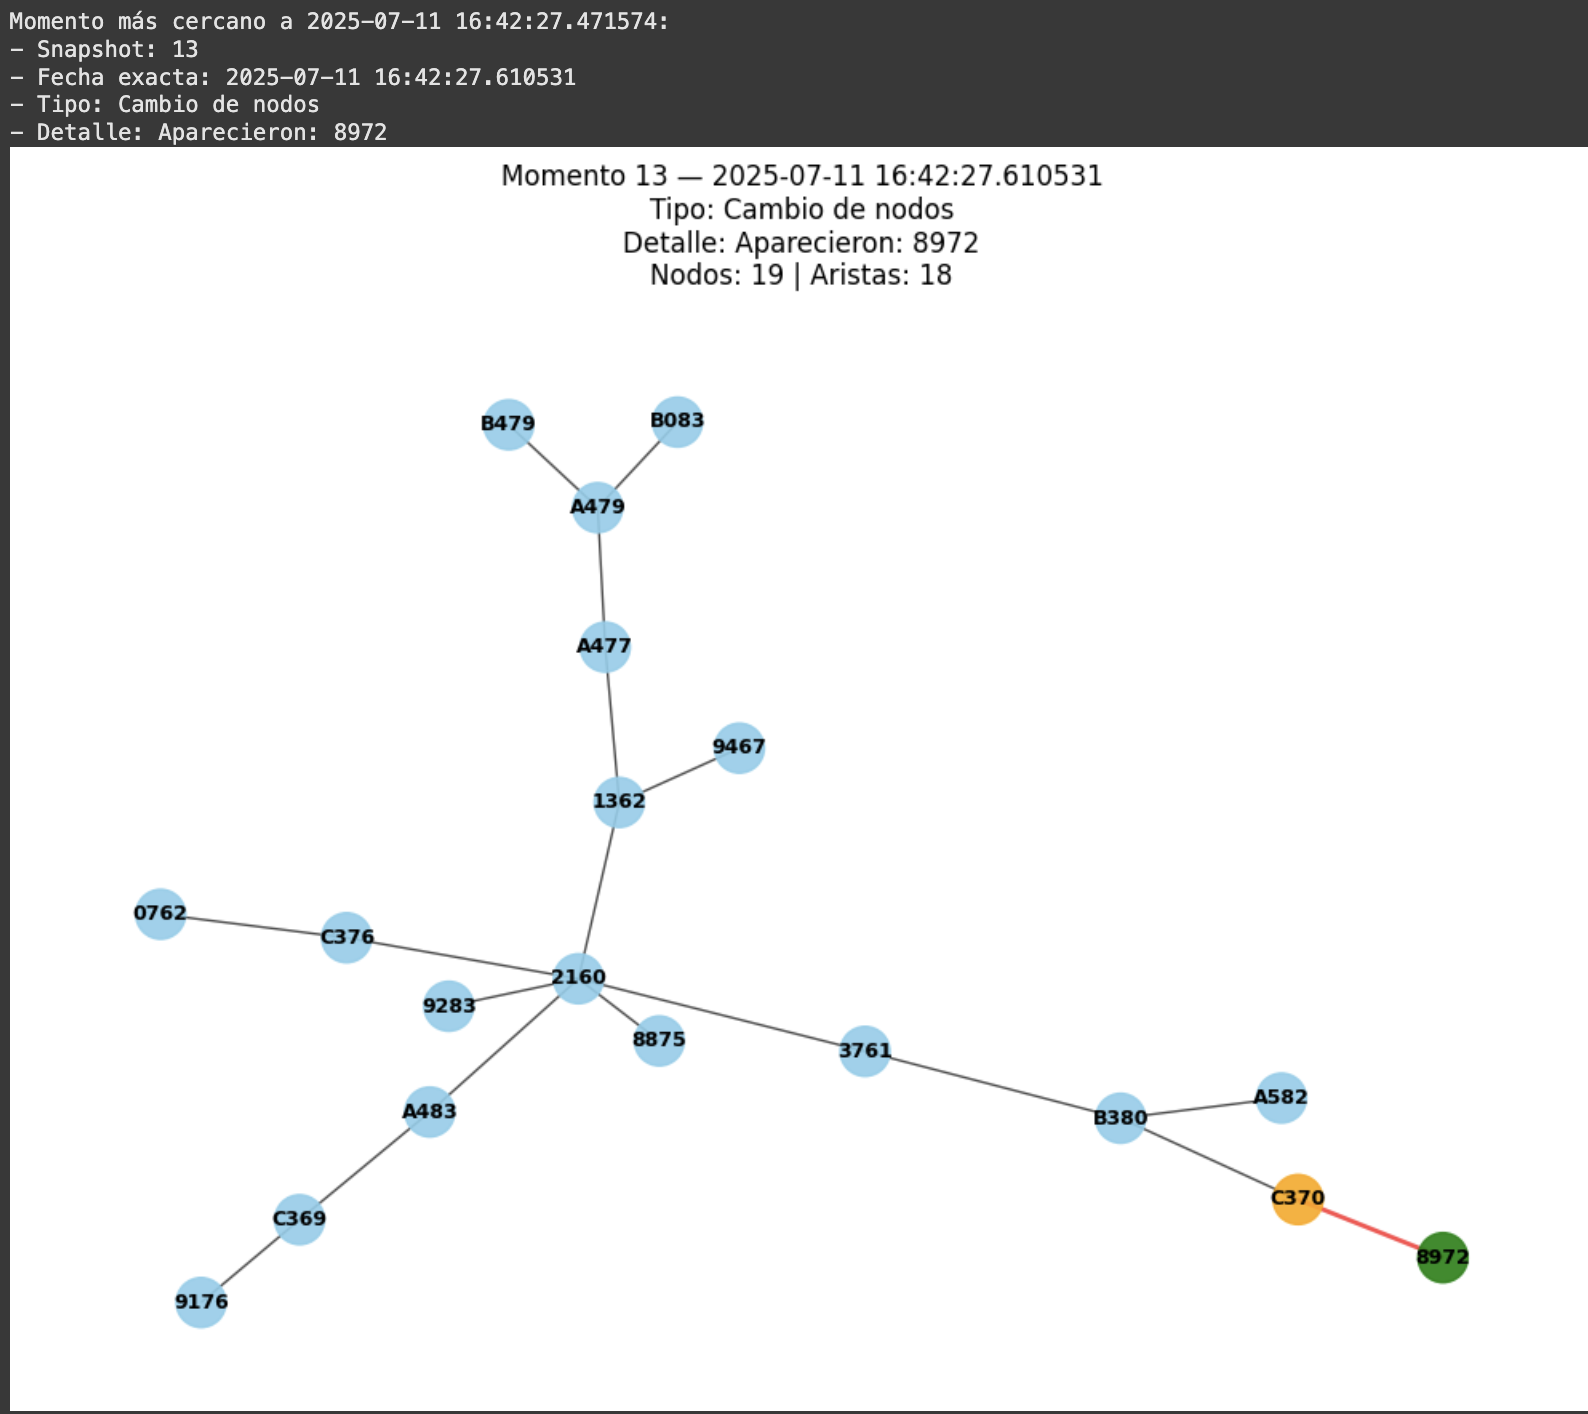 Momento más cercano a 2025-07-11 16:42:27.471574:
- Snapshot: 13
- Fecha exacta: 2025-07-11 16:42:27.610531
- Tipo: Cambio de nodos
- Detalle: Aparecieron: 8972
Momento 13 — 2025-07-11 16:42:27.610531
Tipo: Cambio de nodos
Detalle: Aparecieron: 8972
Nodos: 19 | Aristas: 18
B479
B083
A479
A477
9467
1362
0762
C376
2160
9283
8875
3761
A582
A483
B380
C370
C369
8972
9176